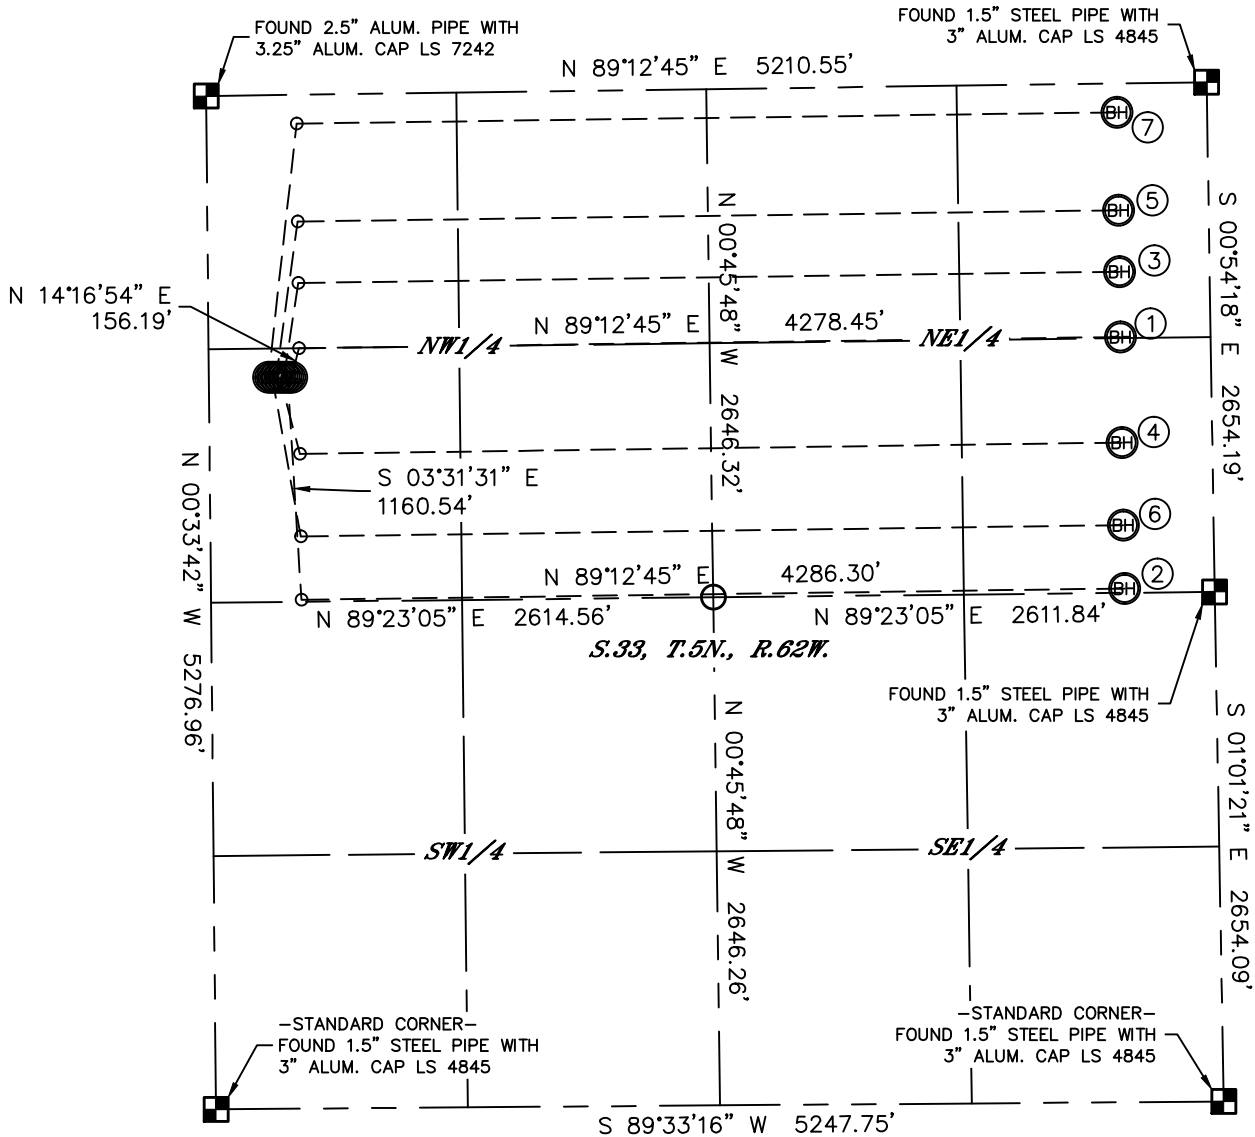 FOUND 2.5” ALUM. PIPE WITH
3.25” ALUM. CAP LS 7242
FOUND 1.5” STEEL PIPE WITH
3” ALUM. CAP LS 4845
N 89°12’45” E 5210.55’
BH
7
BH
5
BH
3
N 14°16’54” E
156.19’
N 89°12’45” E 4278.45’
BH
1
NW1/4
NE1/4
N 00°45’48” W 2646.32’
S 00°54’18” E 2654.19’
BH
4
S 03°31’31” E
1160.54’
BH
6
N 00°33’42” W 5276.96’
N 89°12’45” E 4286.30’
BH
2
N 89°23’05” E 2614.56’
N 89°23’05” E 2611.84’
S.33, T.5N., R.62W.
FOUND 1.5” STEEL PIPE WITH
3” ALUM. CAP LS 4845
N 00°45’48” W 2646.26’
S 01°01’21” E 2654.09’
SW1/4
SE1/4
–STANDARD CORNER–
FOUND 1.5” STEEL PIPE WITH
3” ALUM. CAP LS 4845
–STANDARD CORNER–
FOUND 1.5” STEEL PIPE WITH
3” ALUM. CAP LS 4845
S 89°33’16” W 5247.75’